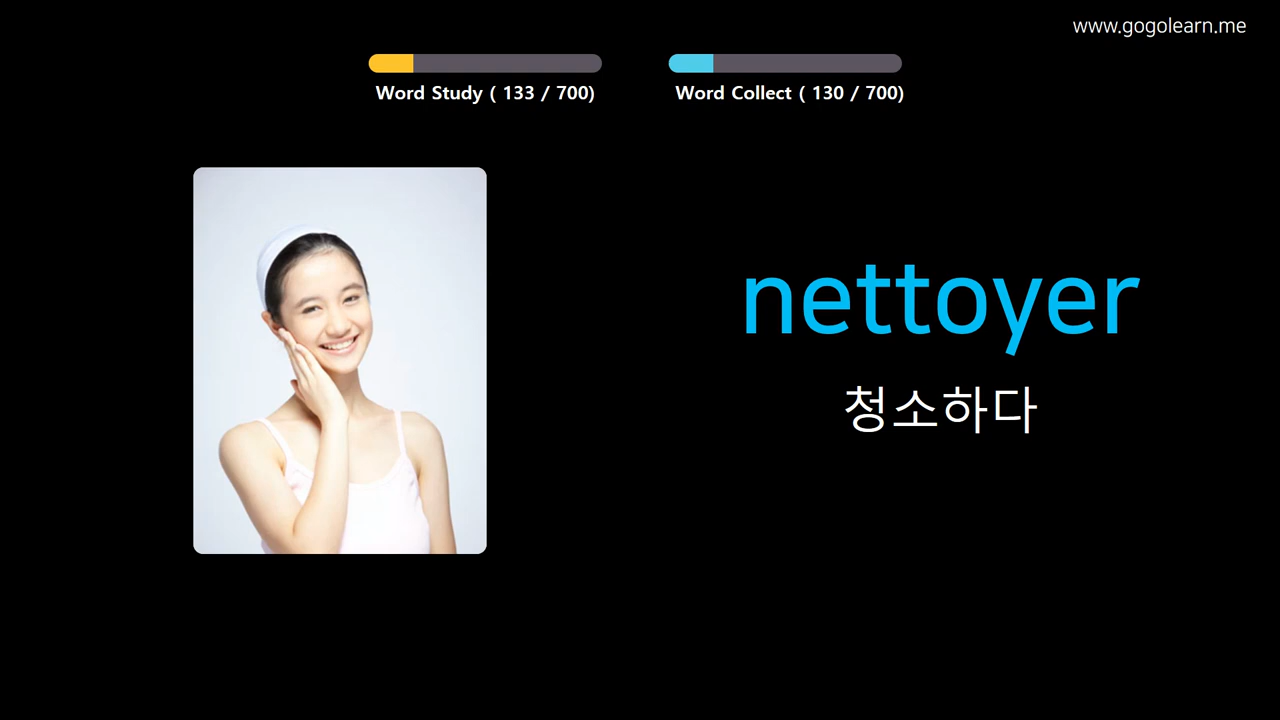 www.gogolearn.me
Word Study ( 133 / 700)
Word Collect ( 130 / 700)
nettoyer
청소하다